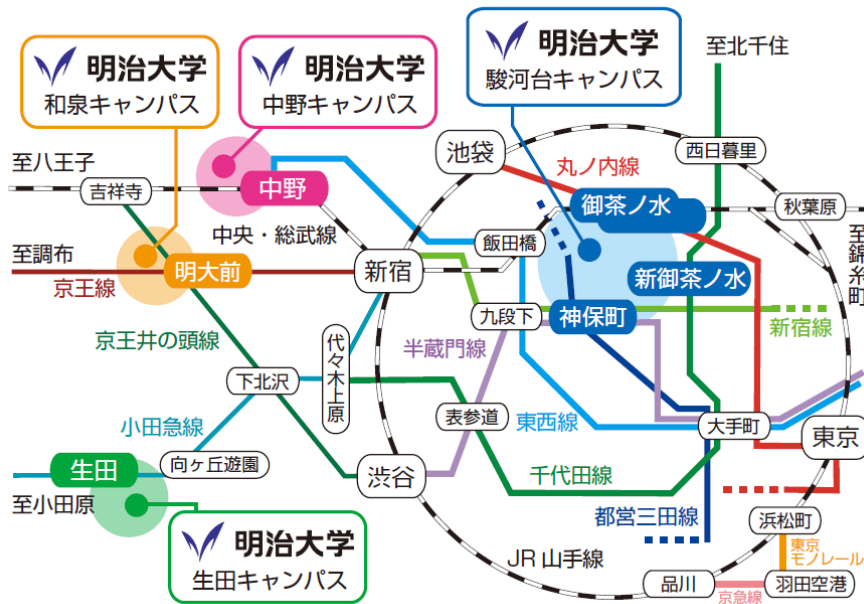 明治大学
和泉キャンパス
明治大学
中野キャンパス
明治大学
駿河台キャンパス
至北千住
至八王子
吉祥寺
中野
池袋
丸ノ内線
西日暮里
中央・総武線
御茶ノ水
秋葉原
至調布
明大前
京王線
新宿
飯田橋
新御茶ノ水
至錦糸町
京王井の頭線
代々木上原
九段下
神保町
新宿線
半蔵門線
下北沢
小田急線
表参道
東西線
大手町
東京
生田
向ヶ丘遊園
渋谷
千代田線
至小田原
都営三田線
浜松町
明治大学
生田キャンパス
JR山手線
東京
モノレール
品川
京急線
羽田空港